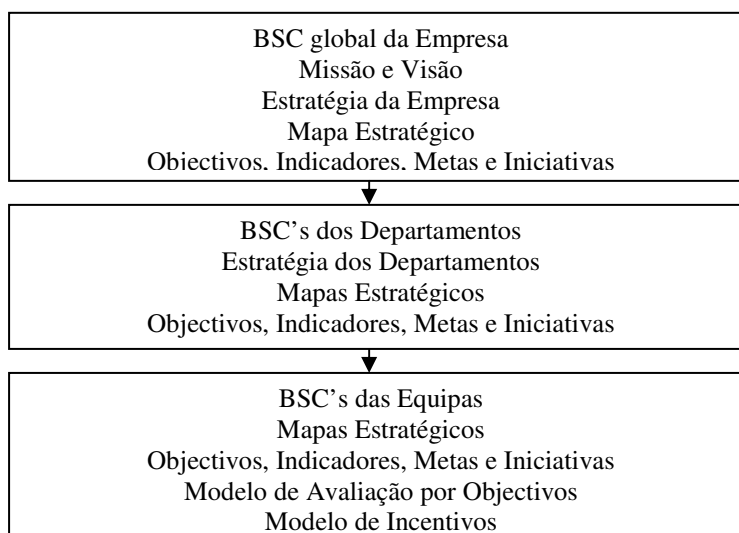 BSC global da Empresa
Missão e Visão
Estratégia da Empresa
Mapa Estratégico
Objectivos, Indicadores, Metas e Iniciativas
BSC’s dos Departamentos
Estratégia dos Departamentos
Mapas Estratégicos
Objectivos, Indicadores, Metas e Iniciativas
BSC’s das Equipas
Mapas Estratégicos
Objectivos, Indicadores, Metas e Iniciativas
Modelo de Avaliação por Objectivos
Modelo de Incentivos